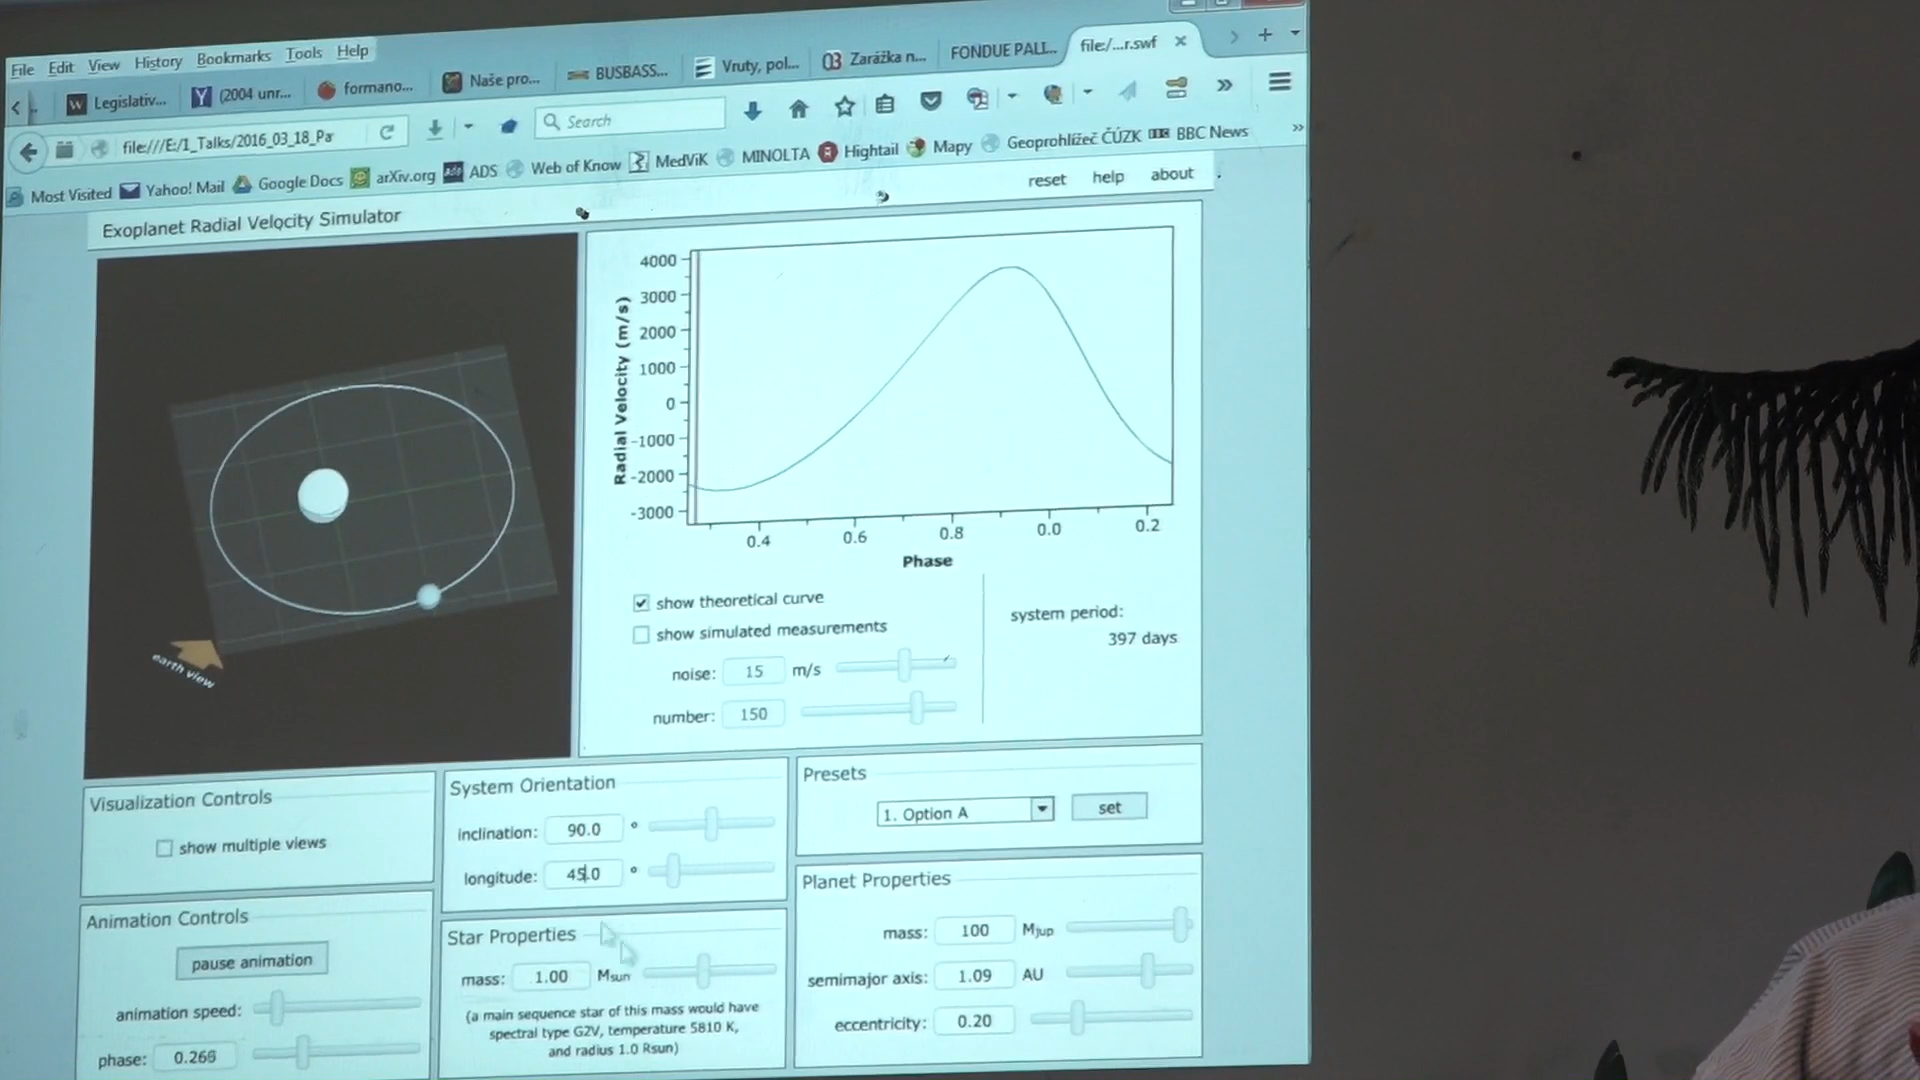 File Edit View History Bookmarks Tools Help
Legislativ... (2004 unr... formano... Naše pro... BUSBASS... Vruty, pol... Zarážka n... FONDUE PALL... file:/...r.swf
file:///E:/1_Talks/2016_03_18_Pa Search
Most Visited Yahoo! Mail Google Docs arXiv.org ADS Web of Know MedViK MINOLTA Hightail Mapy Geoprohlížeč ČÚZK BBC News
Exoplanet Radial Velocity Simulator reset help about
4000
3000
2000
1000
0
-1000
-2000
-3000
Radial Velocity (m/s)
0.4 0.6 0.8 0.0 0.2
Phase
earth view
show theoretical curve
show simulated measurements
noise: 15 m/s
number: 150
system period:
397 days
Visualization Controls
show multiple views
Animation Controls
pause animation
animation speed:
phase: 0.266
System Orientation
inclination: 90.0 °
longitude: 45.0 °
Star Properties
mass: 1.00 Msun
(a main sequence star of this mass would have
spectral type G2V, temperature 5810 K,
and radius 1.0 Rsun)
Presets
1. Option A set
Planet Properties
mass: 100 Mjup
semimajor axis: 1.09 AU
eccentricity: 0.20